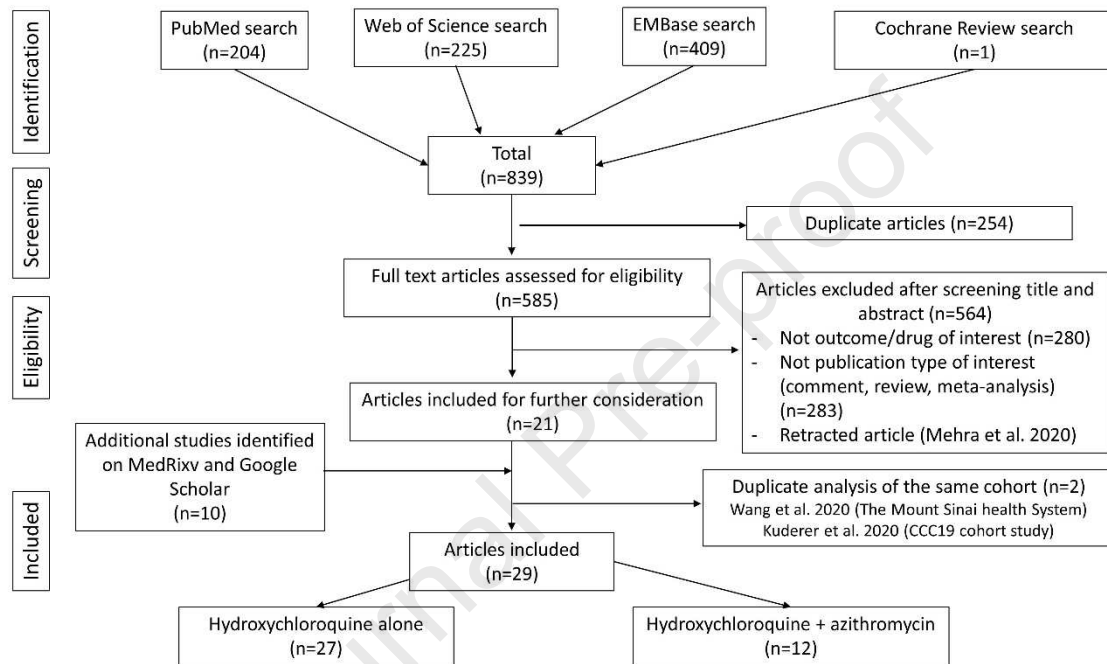 Identification
PubMed search
(n=204)
Web of Science search
(n=225)
EMBase search
(n=409)
Cochrane Review search
(n=1)
Total
(n=839)
Screening
Duplicate articles (n=254)
Full text articles assessed for eligibility
(n=585)
Eligibility
Articles excluded after screening title and
abstract (n=564)
- Not outcome/drug of interest (n=280)
- Not publication type of interest
(comment, review, meta-analysis)
(n=283)
- Retracted article (Mehra et al. 2020)
Articles included for further consideration
(n=21)
Additional studies identified
on MedRixv and Google
Scholar
(n=10)
Duplicate analysis of the same cohort (n=2)
Wang et al. 2020 (The Mount Sinai health System)
Kuderer et al. 2020 (CCC19 cohort study)
Included
Articles included
(n=29)
Hydroxychloroquine alone
(n=27)
Hydroxychloroquine + azithromycin
(n=12)
urnal Pre-proof